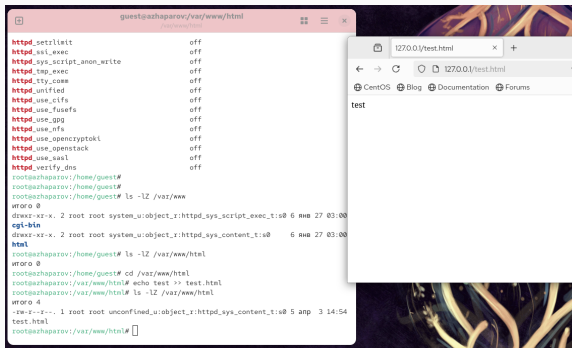 guest@azhaparov:/var/www/html
/var/www/html
httpd_setrlimit off
httpd_ssi_exec off
httpd_sys_script_anon_write off
httpd_tmp_exec off
httpd_tty_comm off
httpd_unified off
httpd_use_cifs off
httpd_use_fusefs off
httpd_use_gpg off
httpd_use_nfs off
httpd_use_opencryptoki off
httpd_use_openstack off
httpd_use_sasl off
httpd_verify_dns off
root@azhaparov:/home/guest#
root@azhaparov:/home/guest#
root@azhaparov:/home/guest# ls -lZ /var/www
итого 0
drwxr-xr-x. 2 root root system_u:object_r:httpd_sys_script_exec_t:s0 6 янв 27 03:00
cgi-bin
drwxr-xr-x. 2 root root system_u:object_r:httpd_sys_content_t:s0 6 янв 27 03:00
html
root@azhaparov:/home/guest# ls -lZ /var/www/html
итого 0
root@azhaparov:/home/guest# cd /var/www/html
root@azhaparov:/var/www/html# echo test >> test.html
root@azhaparov:/var/www/html# ls -lZ /var/www/html
итого 4
-rw-r--r--. 1 root root unconfined_u:object_r:httpd_sys_content_t:s0 5 апр 3 14:54
test.html
root@azhaparov:/var/www/html#
127.0.0.1/test.html
127.0.0.1/test.html
CentOS Blog Documentation Forums
test